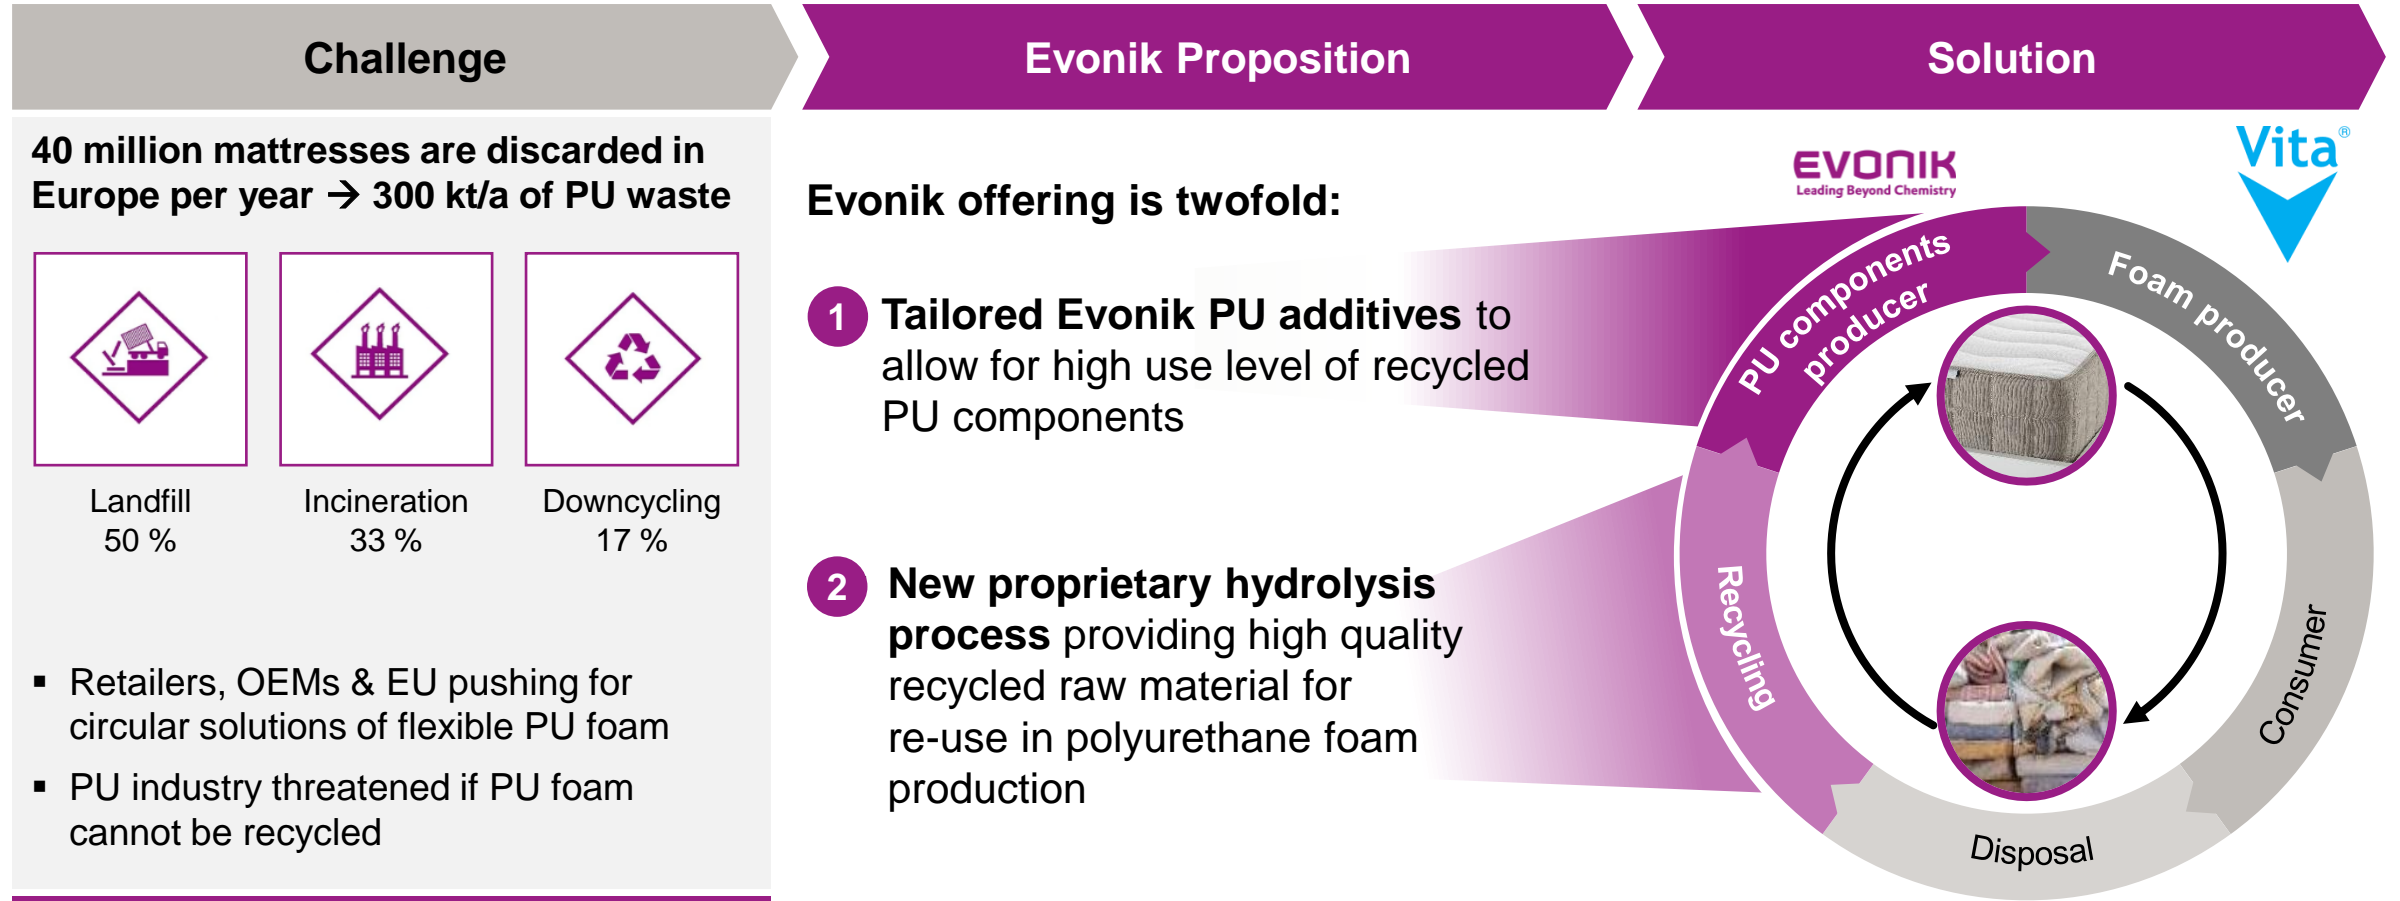 Challenge
Evonik Proposition
Solution
40 million mattresses are discarded in
Europe per year → 300 kt/a of PU waste
Landfill
50 %
Incineration
33 %
Downcycling
17 %
▪ Retailers, OEMs & EU pushing for
circular solutions of flexible PU foam
▪ PU industry threatened if PU foam
cannot be recycled
Evonik offering is twofold:
1 Tailored Evonik PU additives to
allow for high use level of recycled
PU components
2 New proprietary hydrolysis
process providing high quality
recycled raw material for
re-use in polyurethane foam
production
EVONIK
Leading Beyond Chemistry
Vita®
PU components
producer
Foam producer
Consumer
Disposal
Recycling